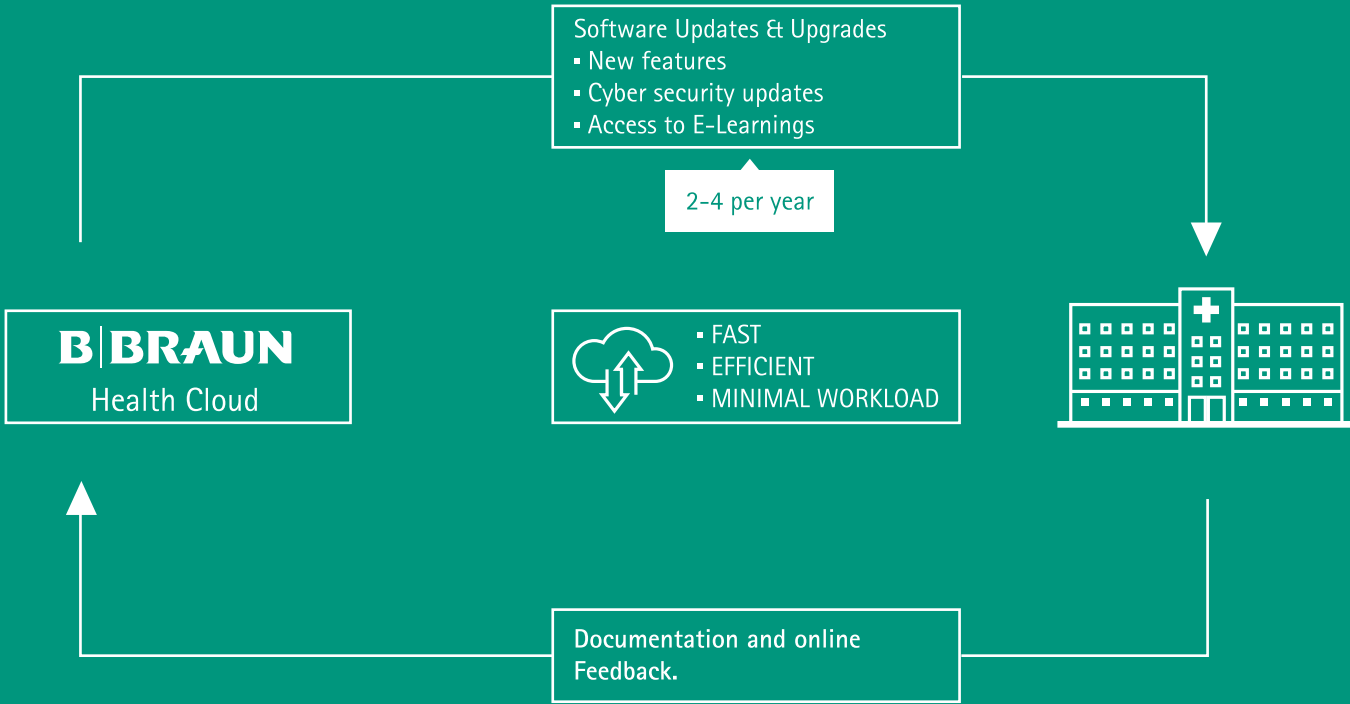 Software Updates & Upgrades
▪ New features
▪ Cyber security updates
▪ Access to E-Learnings
2-4 per year
B|BRAUN
Health Cloud
▪ FAST
▪ EFFICIENT
▪ MINIMAL WORKLOAD
Documentation and online
Feedback.